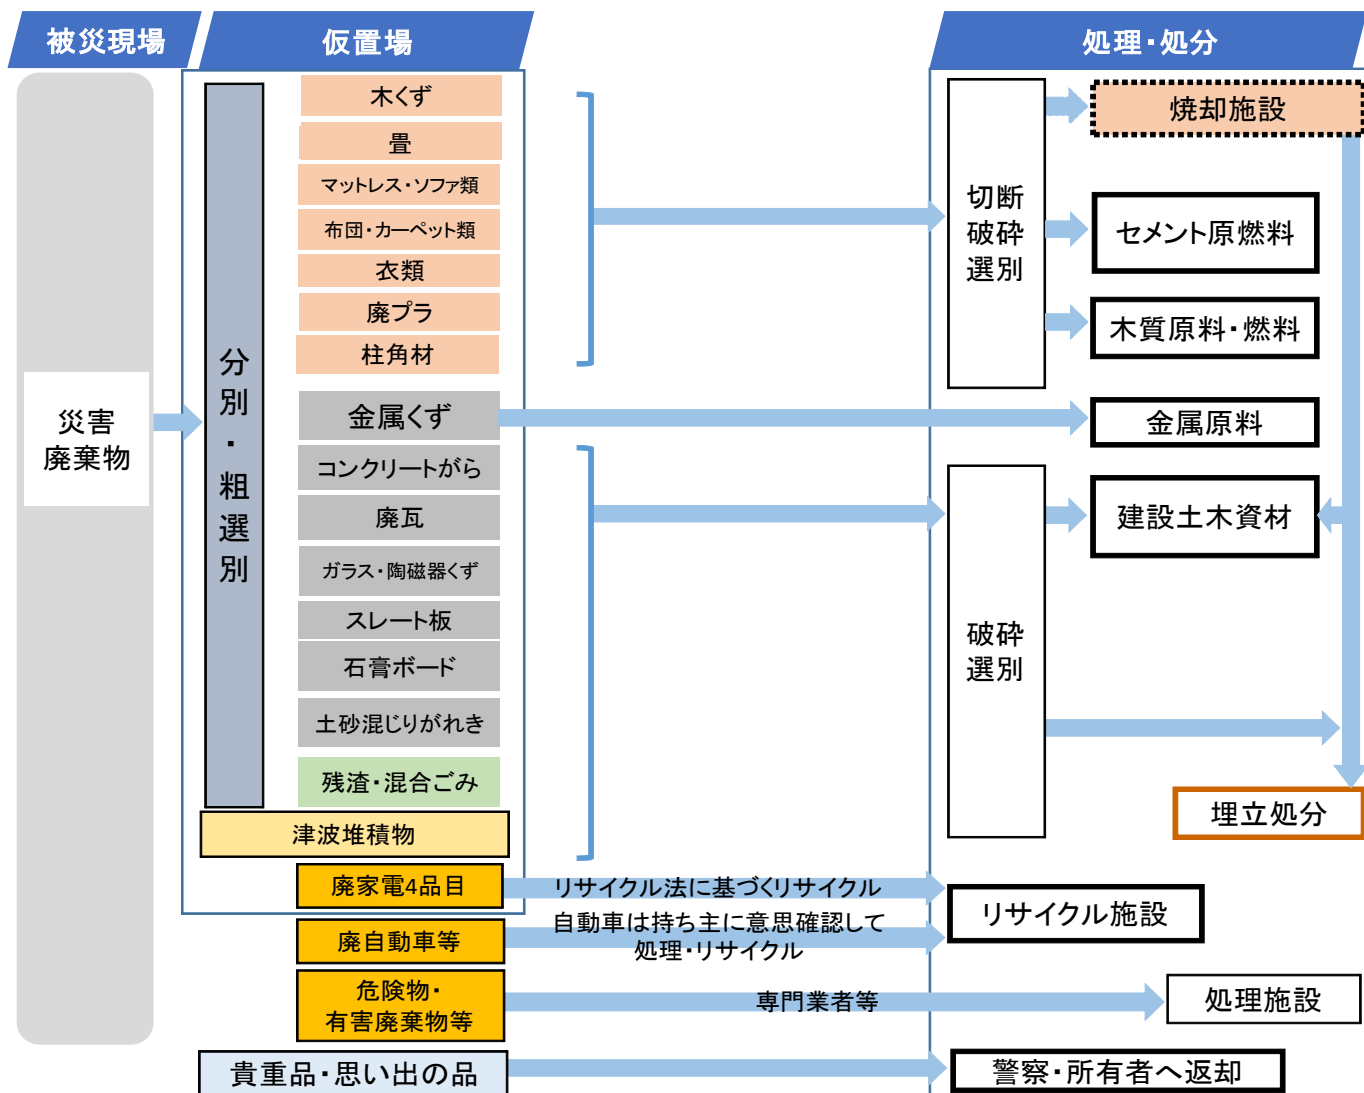 被災現場
仮置場
処理・処分
災害
廃棄物
分別・粗選別
木くず
畳
マットレス・ソファ類
布団・カーペット類
衣類
廃プラ
柱角材
金属くず
コンクリートがら
廃瓦
ガラス・陶磁器くず
スレート板
石膏ボード
土砂混じりがれき
残渣・混合ごみ
津波堆積物
廃家電4品目
廃自動車等
危険物・
有害廃棄物等
貴重品・思い出の品
リサイクル法に基づくリサイクル
自動車は持ち主に意思確認して
処理・リサイクル
専門業者等
切断
破砕
選別
焼却施設
セメント原燃料
木質原料・燃料
金属原料
破砕
選別
建設土木資材
埋立処分
リサイクル施設
処理施設
警察・所有者へ返却